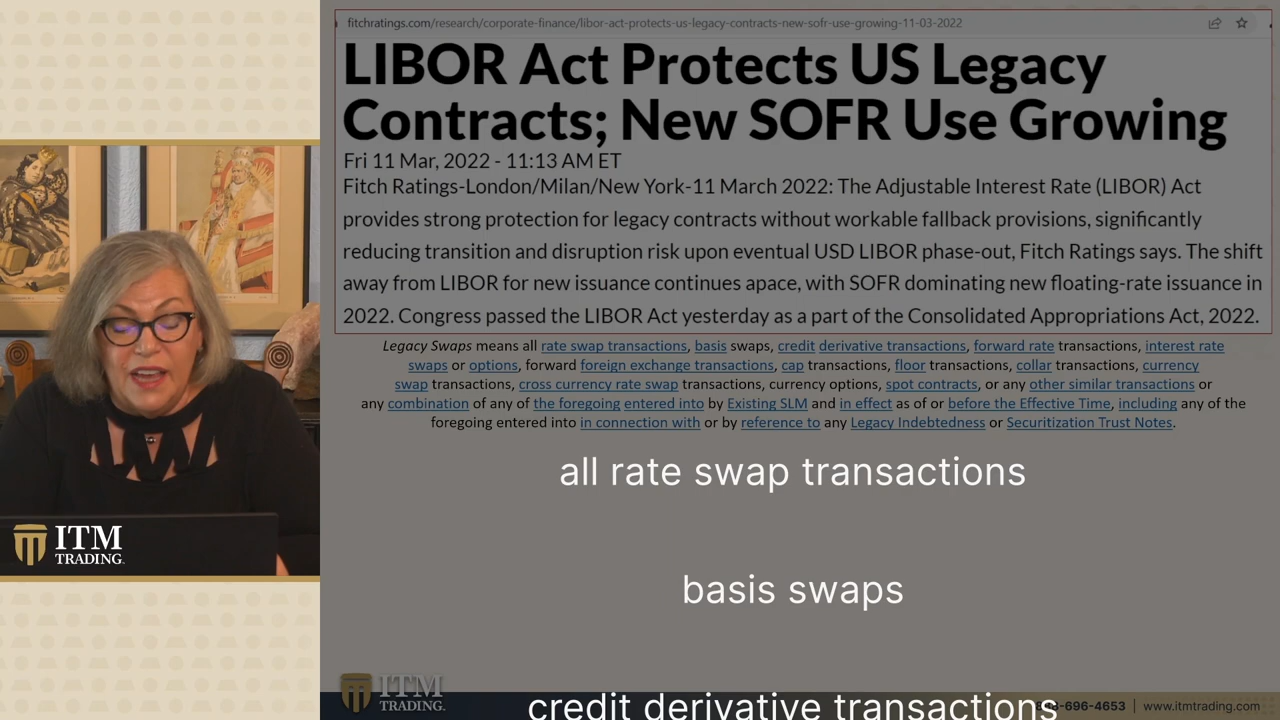 fitchratings.com/research/corporate-finance/libor-act-protects-us-legacy-contracts-new-sofr-use-growing-11-03-2022
LIBOR Act Protects US Legacy
Contracts; New SOFR Use Growing
Fri 11 Mar, 2022 - 11:13 AM ET
Fitch Ratings-London/Milan/New York-11 March 2022: The Adjustable Interest Rate (LIBOR) Act
provides strong protection for legacy contracts without workable fallback provisions, significantly
reducing transition and disruption risk upon eventual USD LIBOR phase-out, Fitch Ratings says. The shift
away from LIBOR for new issuance continues apace, with SOFR dominating new floating-rate issuance in
2022. Congress passed the LIBOR Act yesterday as a part of the Consolidated Appropriations Act, 2022.
Legacy Swaps means all rate swap transactions, basis swaps, credit derivative transactions, forward rate transactions, interest rate
swaps or options, forward foreign exchange transactions, cap transactions, floor transactions, collar transactions, currency
swap transactions, cross currency rate swap transactions, currency options, spot contracts, or any other similar transactions or
any combination of any of the foregoing entered into by Existing SLM and in effect as of or before the Effective Time, including any of the
foregoing entered into in connection with or by reference to any Legacy Indebtedness or Securitization Trust Notes.
all rate swap transactions
basis swaps
credit derivative transactions
ITM
TRADING
ITM
TRADING
-696-4653 | www.itmtrading.com